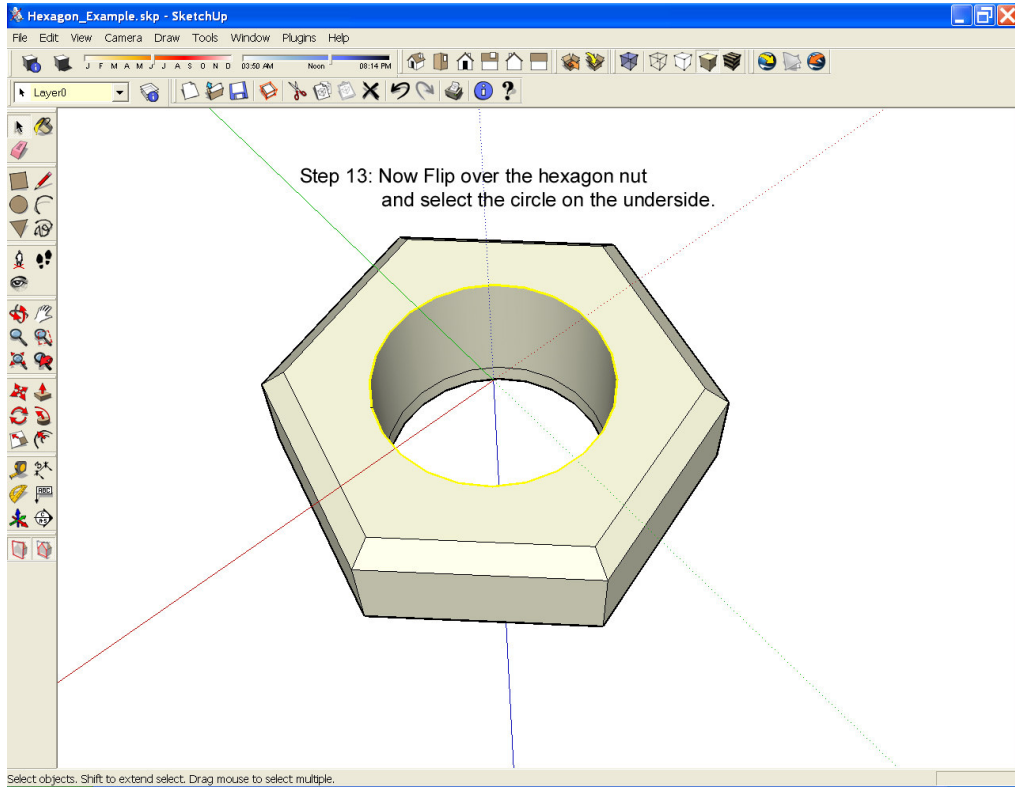 Hexagon_Example.skp - SketchUp
File Edit View Camera Draw Tools Window Plugins Help
J F M A M J J A S O N D 03:50 AM Noon 08:14 PM
Layer0
Step 13: Now Flip over the hexagon nut
and select the circle on the underside.
ABC
Select objects. Shift to extend select. Drag mouse to select multiple.